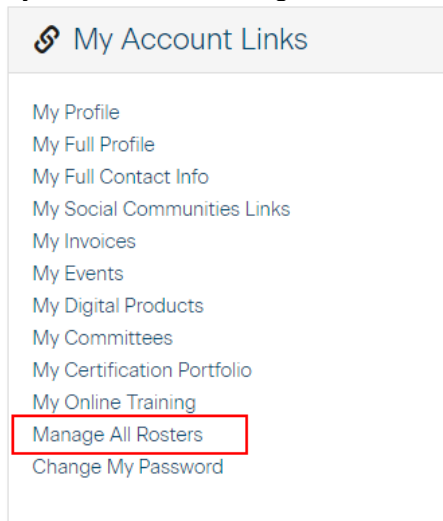 My Account Links
My Profile
My Full Profile
My Full Contact Info
My Social Communities Links
My Invoices
My Events
My Digital Products
My Committees
My Certification Portfolio
My Online Training
Manage All Rosters
Change My Password